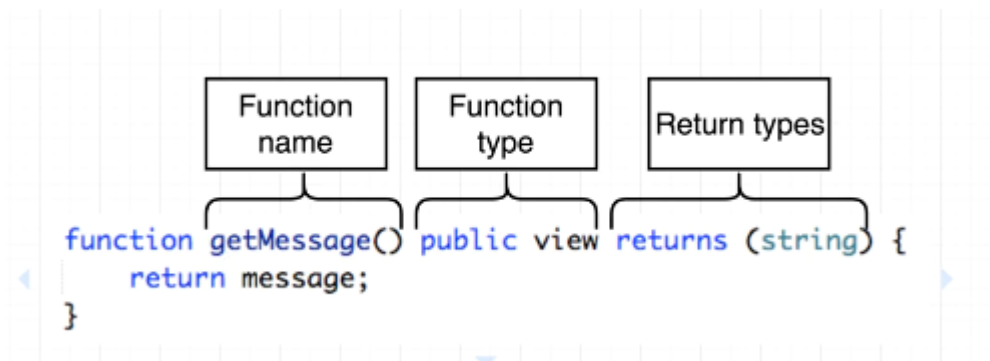 Function
name
Function
type
Return types
function getMessage() public view returns (string) {
return message;
}